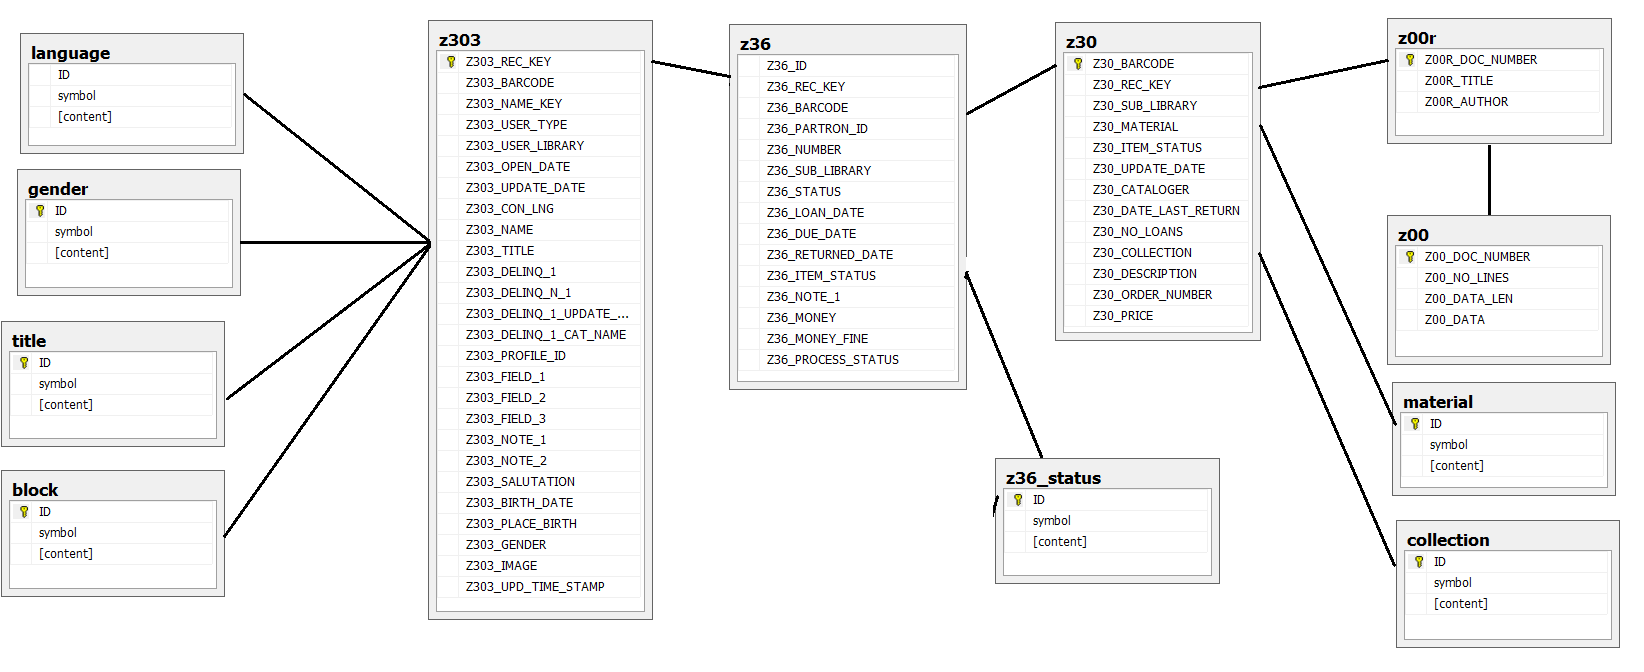 language
ID
symbol
[content]
gender
ID
symbol
[content]
title
ID
symbol
[content]
block
ID
symbol
[content]
z303
Z303_REC_KEY
Z303_BARCODE
Z303_NAME_KEY
Z303_USER_TYPE
Z303_USER_LIBRARY
Z303_OPEN_DATE
Z303_UPDATE_DATE
Z303_CON_LNG
Z303_NAME
Z303_TITLE
Z303_DELINQ_1
Z303_DELINQ_N_1
Z303_DELINQ_1_UPDATE_...
Z303_DELINQ_1_CAT_NAME
Z303_PROFILE_ID
Z303_FIELD_1
Z303_FIELD_2
Z303_FIELD_3
Z303_NOTE_1
Z303_NOTE_2
Z303_SALUTATION
Z303_BIRTH_DATE
Z303_PLACE_BIRTH
Z303_GENDER
Z303_IMAGE
Z303_UPD_TIME_STAMP
z36
Z36_ID
Z36_REC_KEY
Z36_BARCODE
Z36_PARTRON_ID
Z36_NUMBER
Z36_SUB_LIBRARY
Z36_STATUS
Z36_LOAN_DATE
Z36_DUE_DATE
Z36_RETURNED_DATE
Z36_ITEM_STATUS
Z36_NOTE_1
Z36_MONEY
Z36_MONEY_FINE
Z36_PROCESS_STATUS
z30
Z30_BARCODE
Z30_REC_KEY
Z30_SUB_LIBRARY
Z30_MATERIAL
Z30_ITEM_STATUS
Z30_UPDATE_DATE
Z30_CATALOGER
Z30_DATE_LAST_RETURN
Z30_NO_LOANS
Z30_COLLECTION
Z30_DESCRIPTION
Z30_ORDER_NUMBER
Z30_PRICE
z36_status
ID
symbol
[content]
z00r
Z00R_DOC_NUMBER
Z00R_TITLE
Z00R_AUTHOR
z00
Z00_DOC_NUMBER
Z00_NO_LINES
Z00_DATA_LEN
Z00_DATA
material
ID
symbol
[content]
collection
ID
symbol
[content]